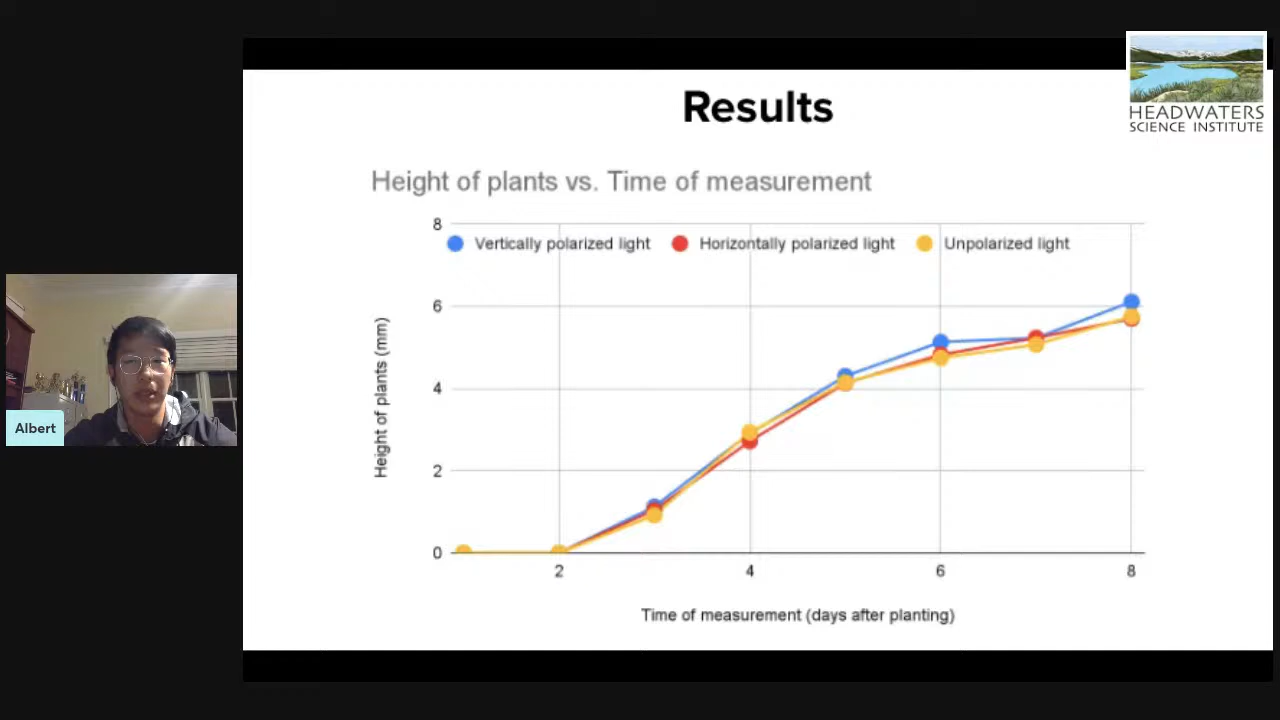 Results
HEADWATERS
SCIENCE INSTITUTE
Height of plants vs. Time of measurement
Vertically polarized light
Horizontally polarized light
Unpolarized light
Height of plants (mm)
8
6
4
2
0
2
4
6
8
Time of measurement (days after planting)
Albert